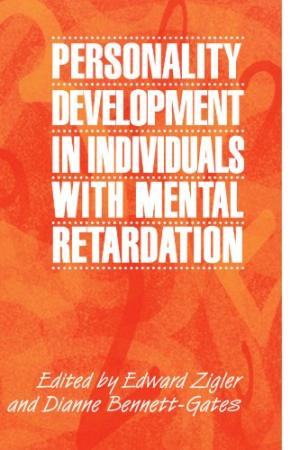 PERSONALITY
DEVELOPMENT
IN INDIVIDUALS
WITH MENTAL
RETARDATION
Edited by Edward Zigler
and Dianne Bennett-Gates